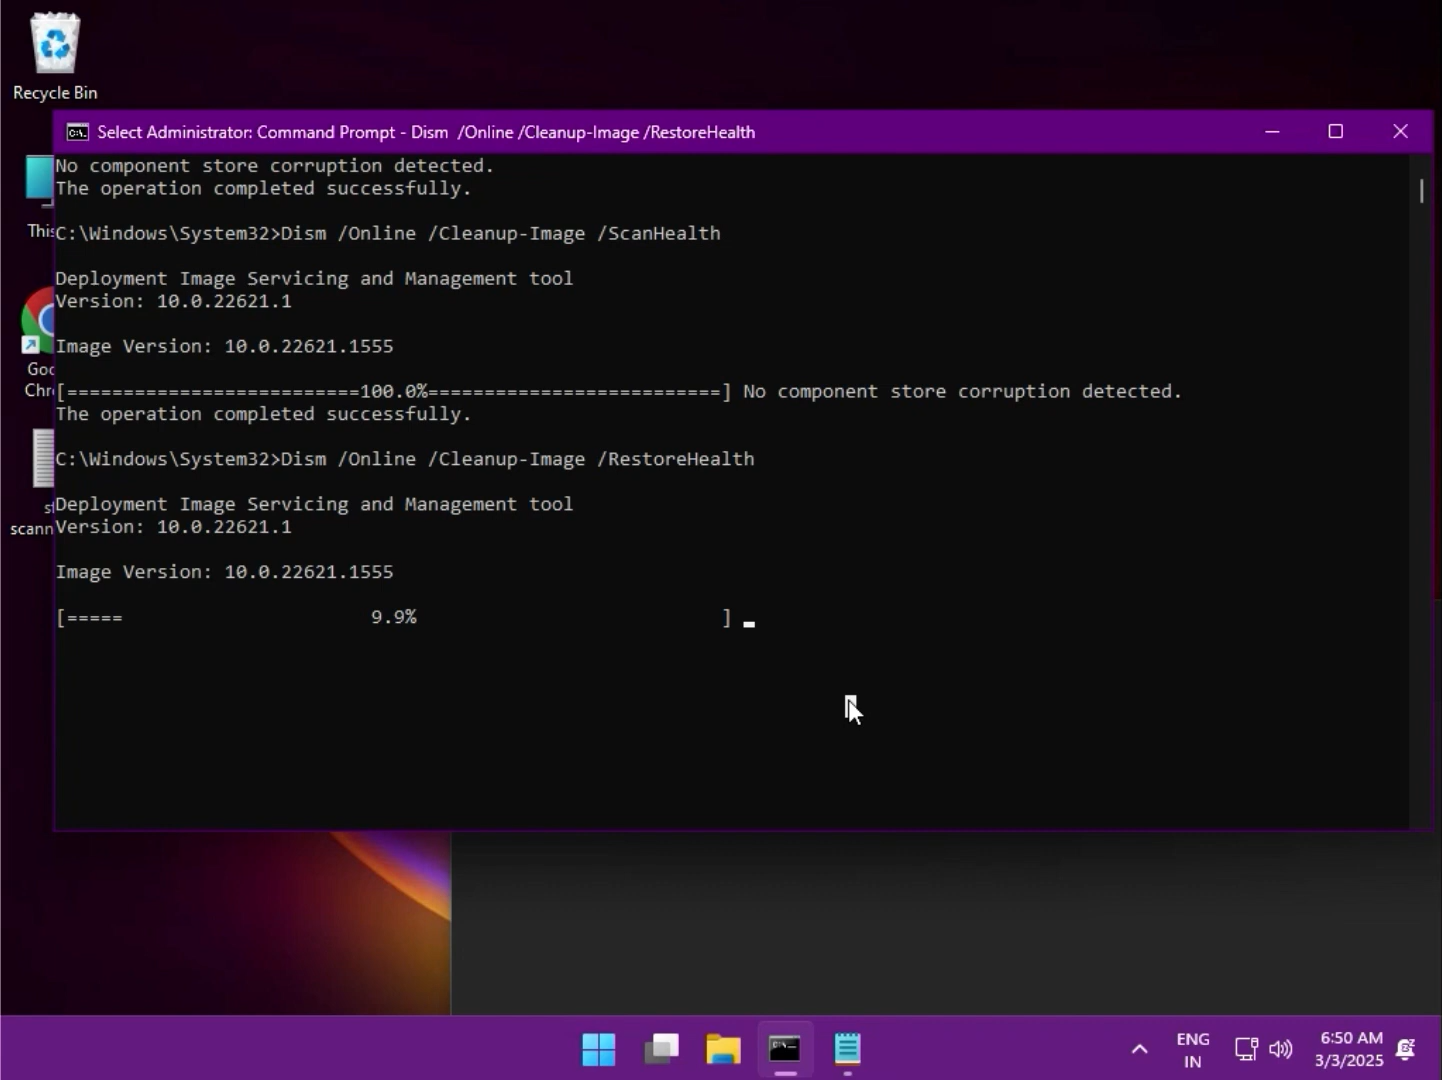 Recycle Bin
Select Administrator: Command Prompt - Dism /Online /Cleanup-Image /RestoreHealth
No component store corruption detected.
The operation completed successfully.
This
C:\Windows\System32>Dism /Online /Cleanup-Image /ScanHealth
Deployment Image Servicing and Management tool
Version: 10.0.22621.1
Image Version: 10.0.22621.1555
Goo
Chr
[==========================100.0%==========================] No component store corruption detected.
The operation completed successfully.
C:\Windows\System32>Dism /Online /Cleanup-Image /RestoreHealth
Deployment Image Servicing and Management tool
scann
Version: 10.0.22621.1
Image Version: 10.0.22621.1555
[===== 9.9% ]
ENG
IN
6:50 AM
3/3/2025